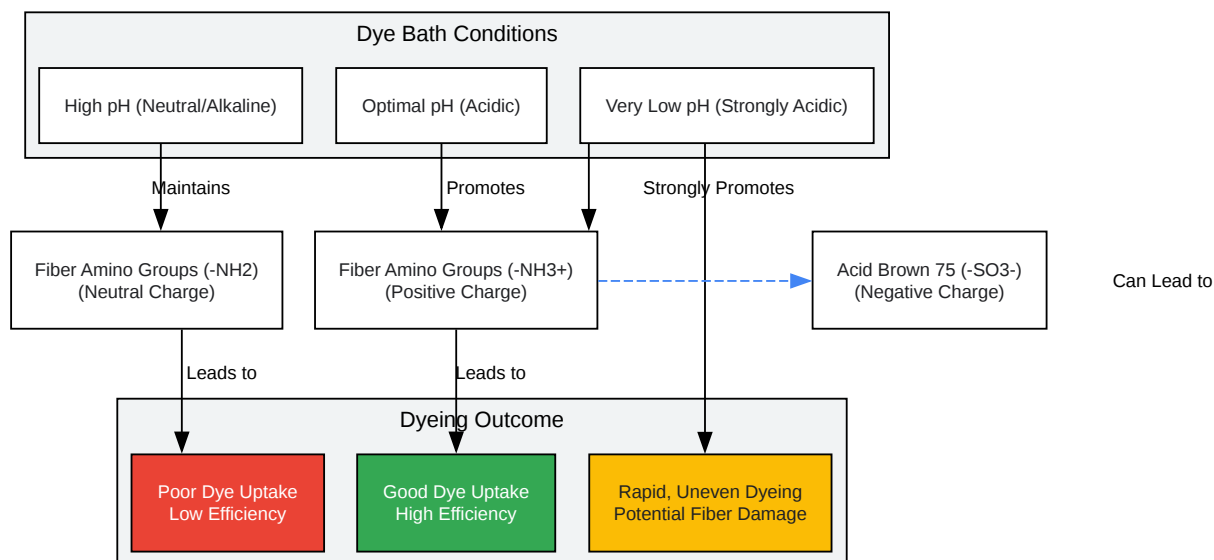 Dye Bath Conditions
High pH (Neutral/Alkaline)
Optimal pH (Acidic)
Very Low pH (Strongly Acidic)
Maintains
Promotes
Strongly Promotes
Fiber Amino Groups (-NH2)
(Neutral Charge)
Fiber Amino Groups (-NH3+)
(Positive Charge)
Acid Brown 75 (-SO3-)
(Negative Charge)
Can Lead to
Leads to
Leads to
Dyeing Outcome
Poor Dye Uptake
Low Efficiency
Good Dye Uptake
High Efficiency
Rapid, Uneven Dyeing
Potential Fiber Damage